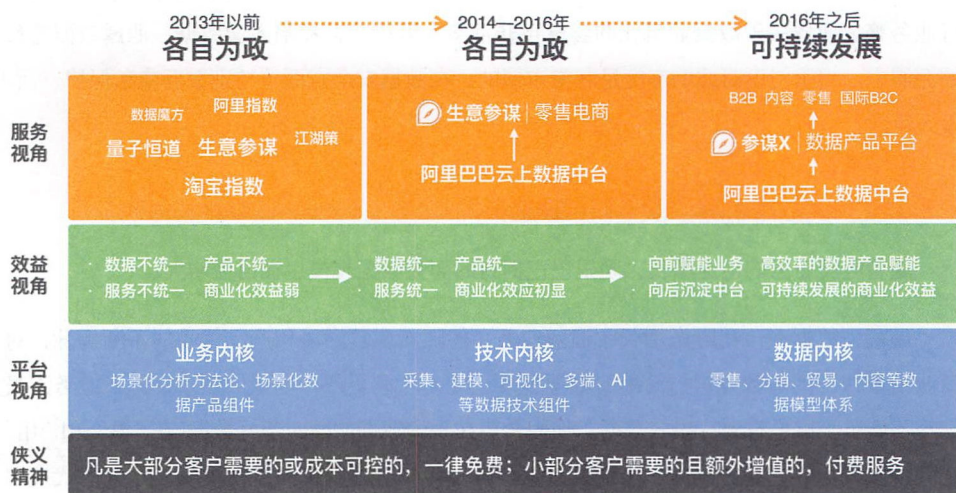 2013年以前
各自为政
2014—2016年
各自为政
2016年之后
可持续发展
服务
视角
数据魔方
阿里指数
量子恒道
生意参谋
江湖策
淘宝指数
生意参谋 | 零售电商
阿里巴巴云上数据中台
B2B 内容 零售 国际B2C
参谋X | 数据产品平台
阿里巴巴云上数据中台
效益
视角
· 数据不统一 产品不统一
· 服务不统一 商业化效益弱
· 数据统一 产品统一
· 服务统一 商业化效应初显
· 向前赋能业务 高效率的数据产品赋能
· 向后沉淀中台 可持续发展的商业化效益
平台
视角
业务内核
场景化分析方法论、场景化数
据产品组件
技术内核
采集、建模、可视化、多端、AI
等数据技术组件
数据内核
零售、分销、贸易、内容等数
据模型体系
侠义
精神
凡是大部分客户需要的或成本可控的，一律免费；小部分客户需要的且额外增值的，付费服务